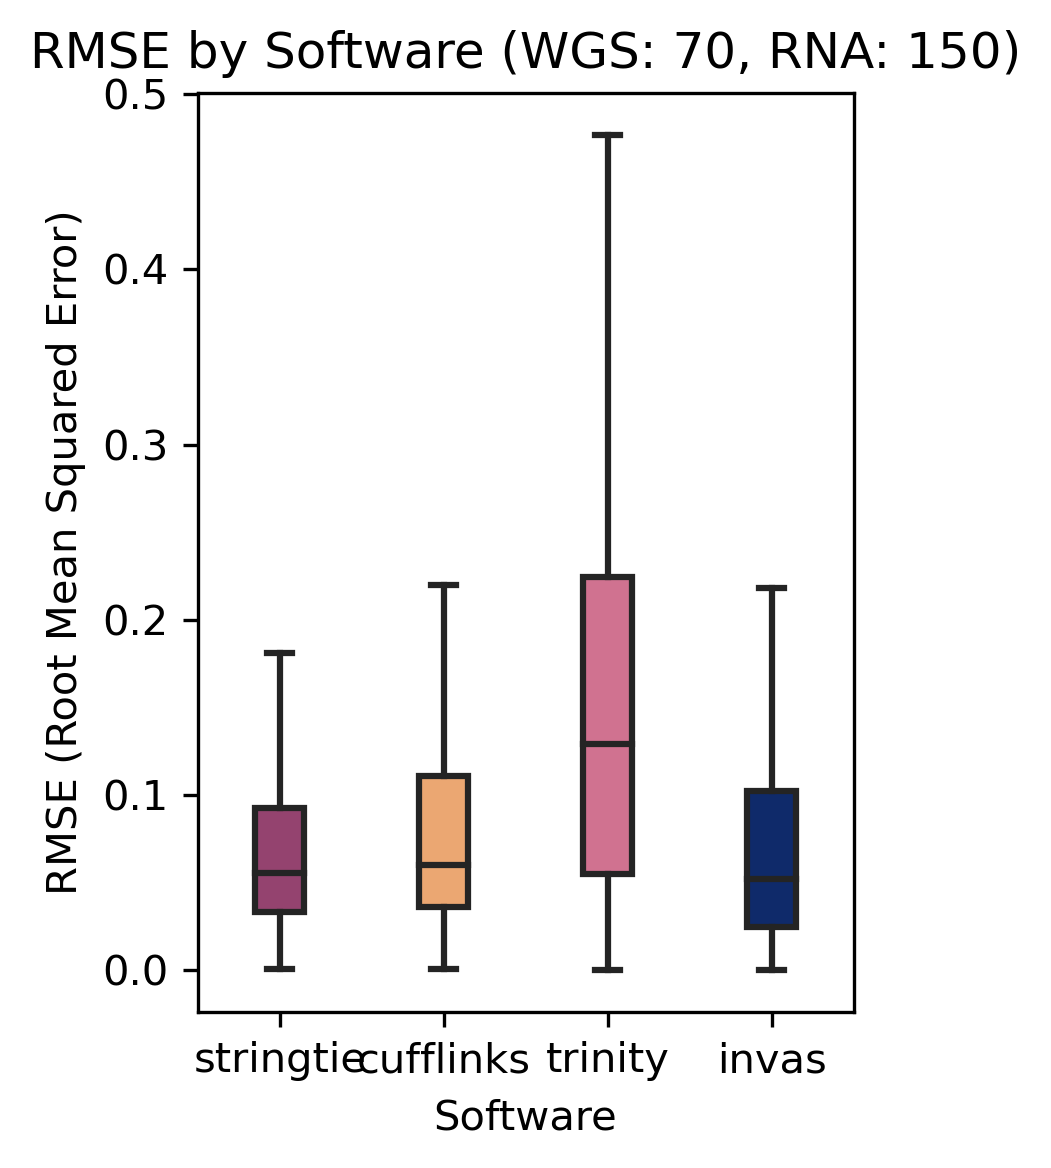 RMSE by Software (WGS: 70, RNA: 150)
RMSE (Root Mean Squared Error)
0.5
0.4
0.3
0.2
0.1
0.0
stringtie cufflinks trinity invas
Software